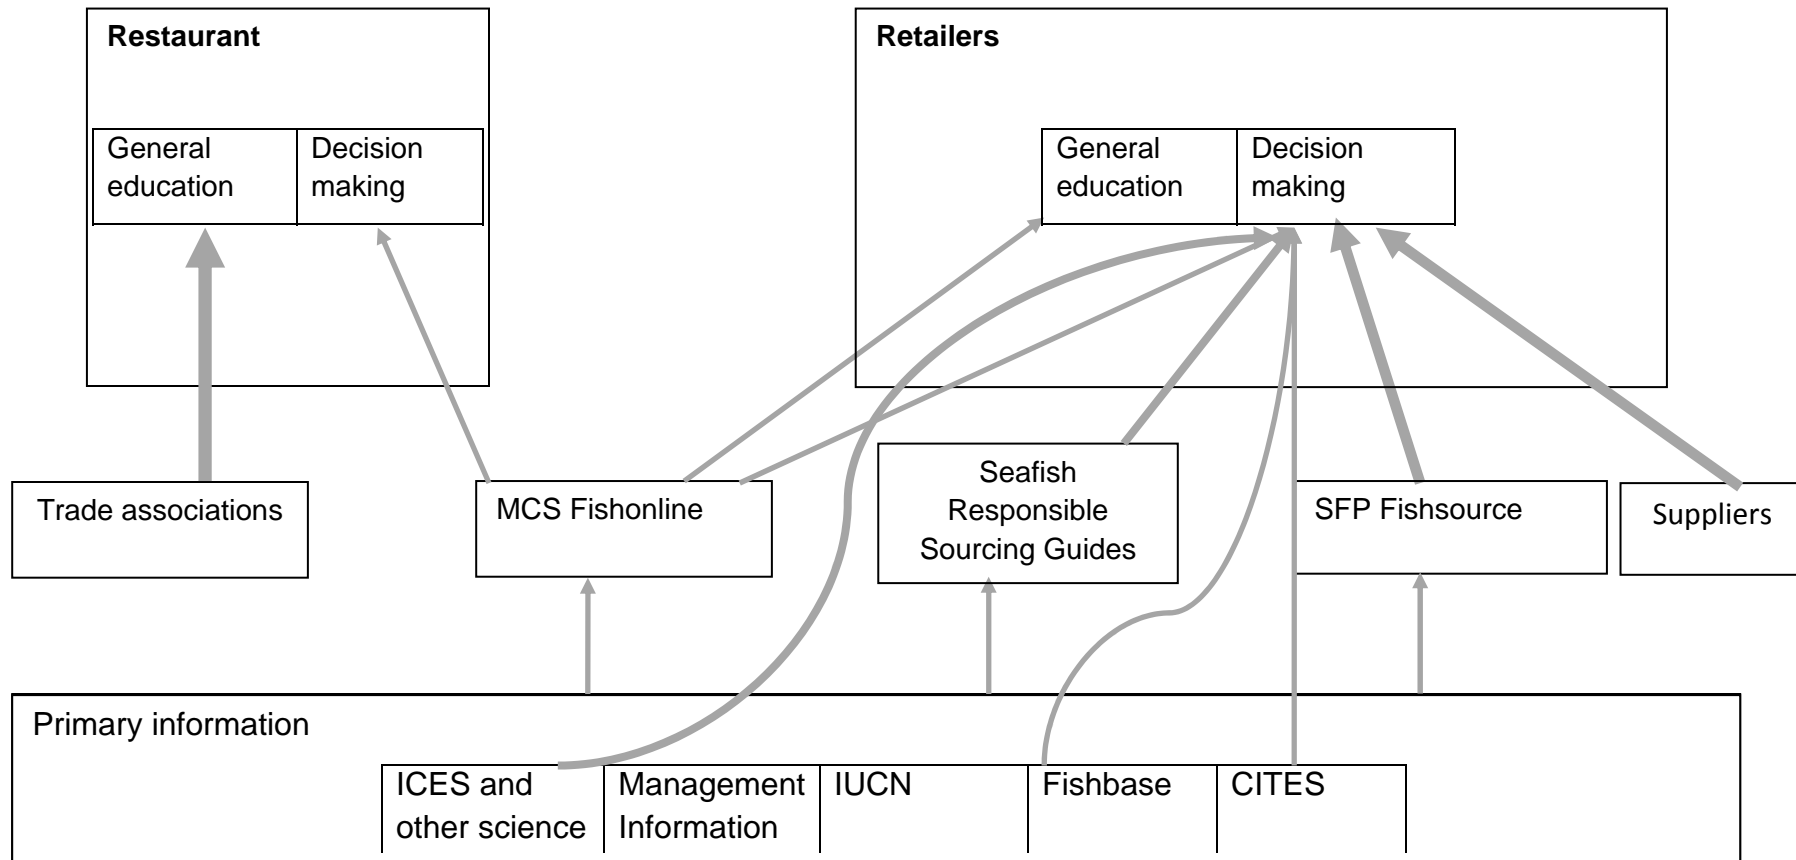 Restaurant
Retailers
General
education
Decision
making
General
education
Decision
making
Trade associations
MCS Fishonline
Seafish
Responsible
Sourcing Guides
SFP Fishsource
Suppliers
Primary information
ICES and
other science
Management
Information
IUCN
Fishbase
CITES